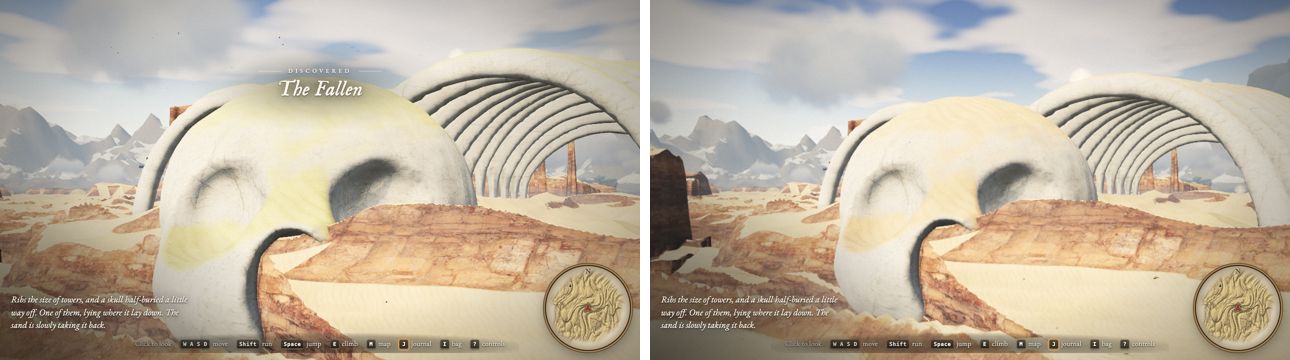 DISCOVERED
The Fallen
Ribs the size of towers, and a skull half-buried a little
way off. One of them, lying where it lay down. The
sand is slowly taking it back.
Click to look W A S D move Shift run Space jump E climb M map J journal I bag ? controls
Ribs the size of towers, and a skull half-buried a little
way off. One of them, lying where it lay down. The
sand is slowly taking it back.
Click to look W A S D move Shift run Space jump E climb M map J journal I bag ? controls